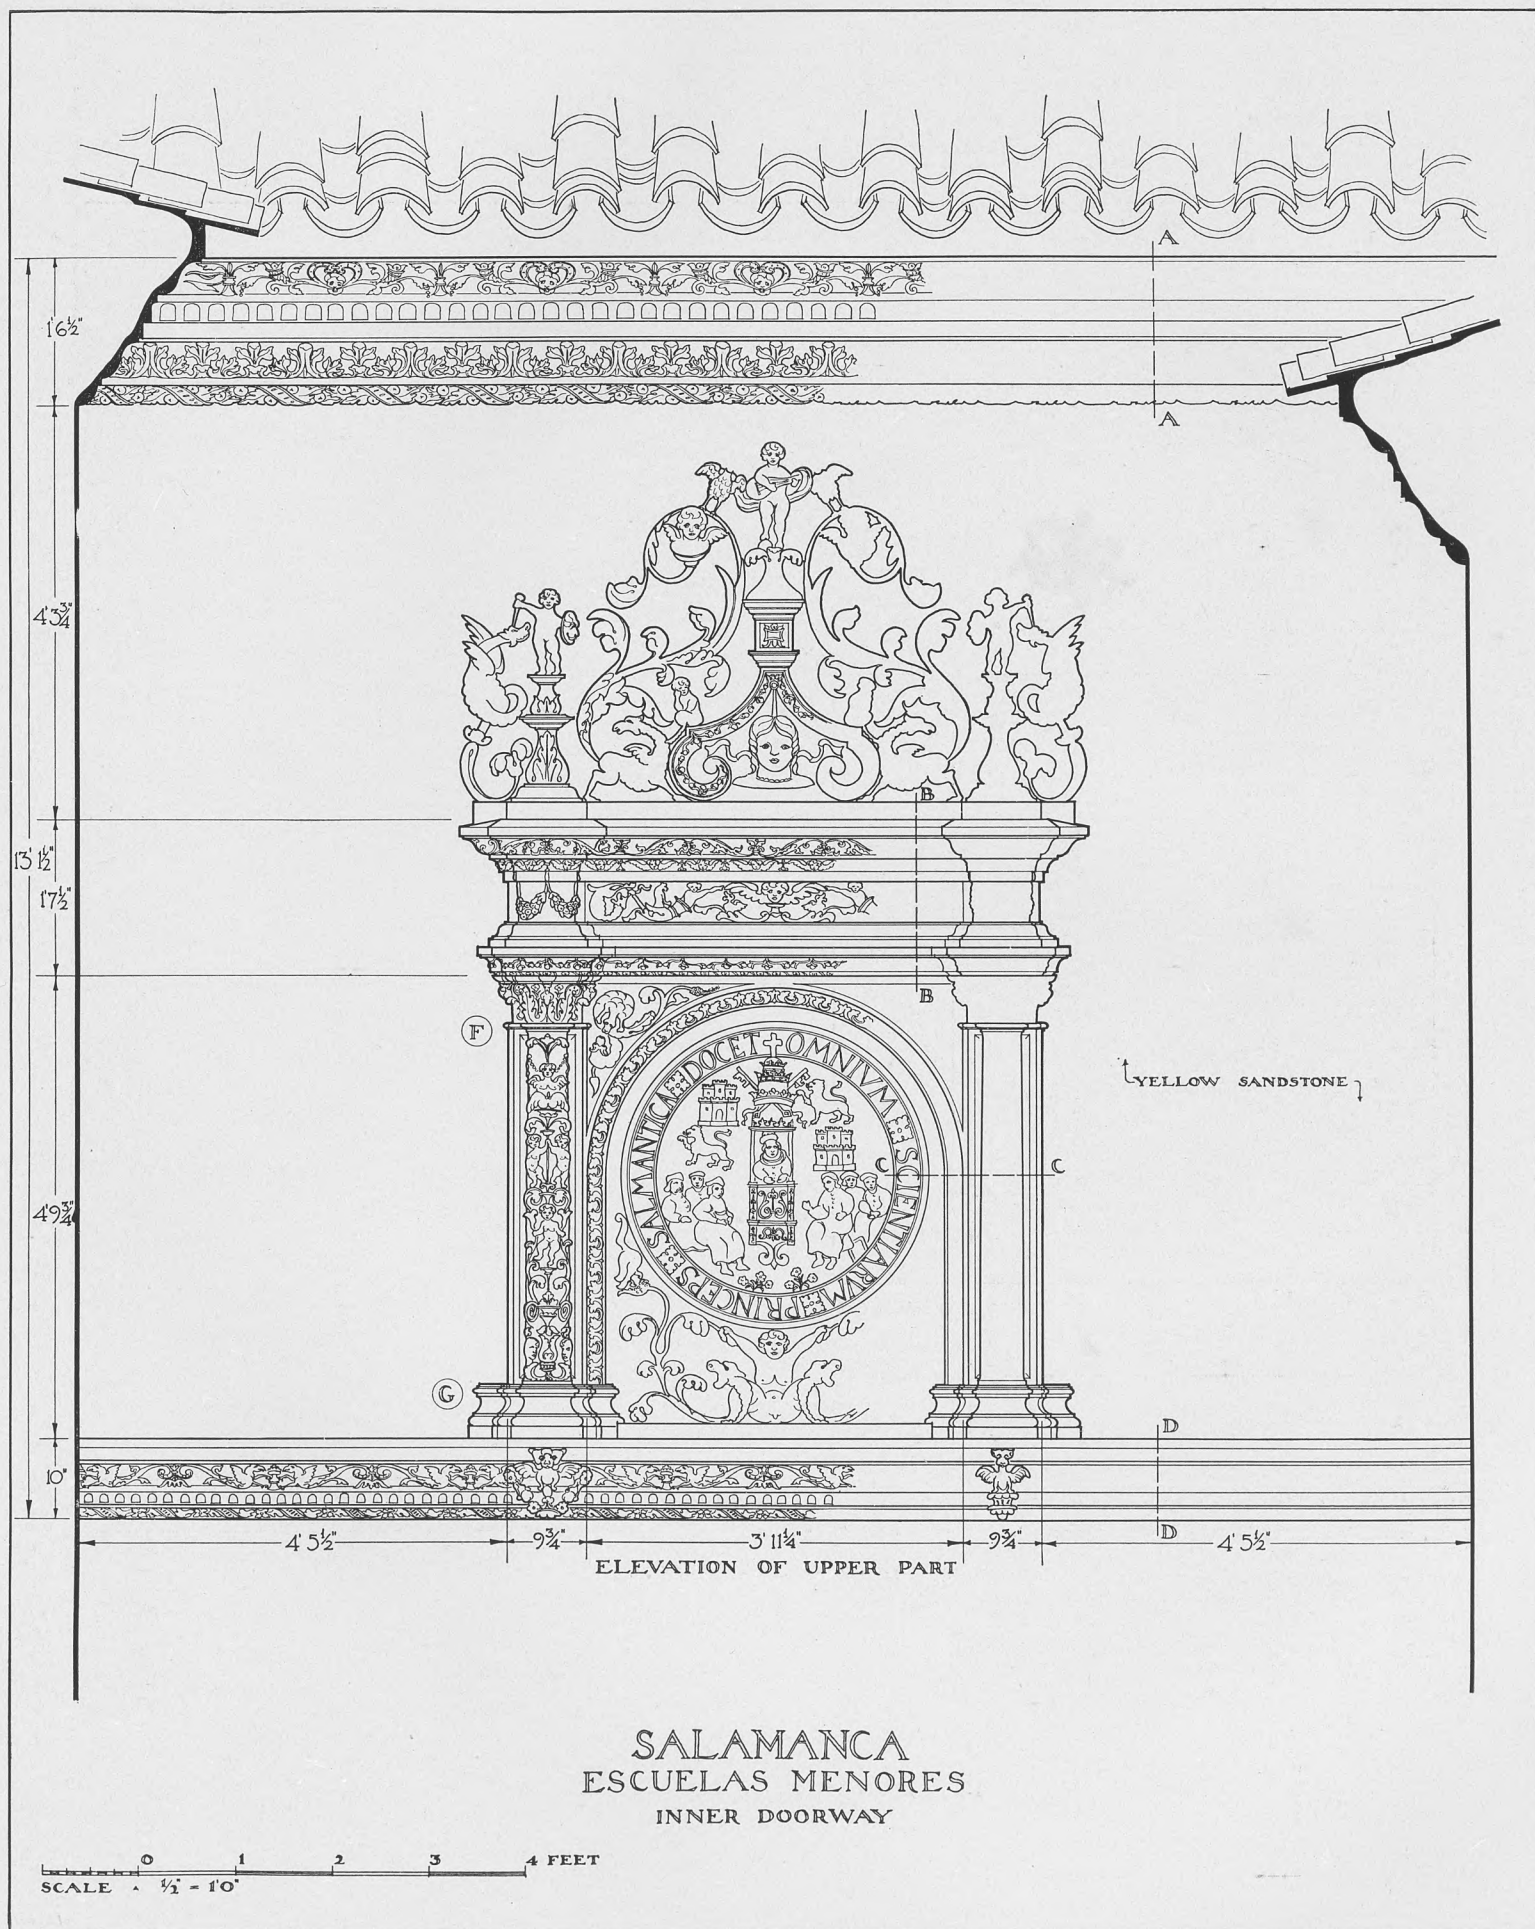 A
1'6½"
A
4' 3¾"
B
13' 1½"
1'7½"
B
F
OMNIVM SCIENTIARVM PRINCEPS SALMANTICA DOCET
YELLOW SANDSTONE
C C
4' 9¾"
G
D
10"
D
4' 5½" 9¾" 3' 11¼" 9¾" 4' 5½"
ELEVATION OF UPPER PART
SALAMANCA
ESCUELAS MENORES
INNER DOORWAY
0 1 2 3 4 FEET
SCALE · ½" = 1'0"